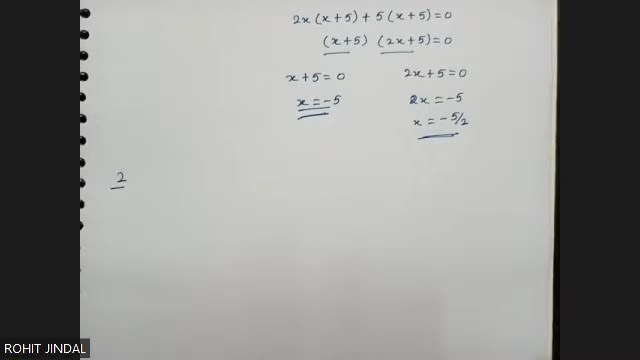 2x(x+5)+5(x+5)=0
(x+5) (2x+5)=0
x+5=0 2x+5=0
x=-5 2x=-5
x=-5/2
2
ROHIT JINDAL